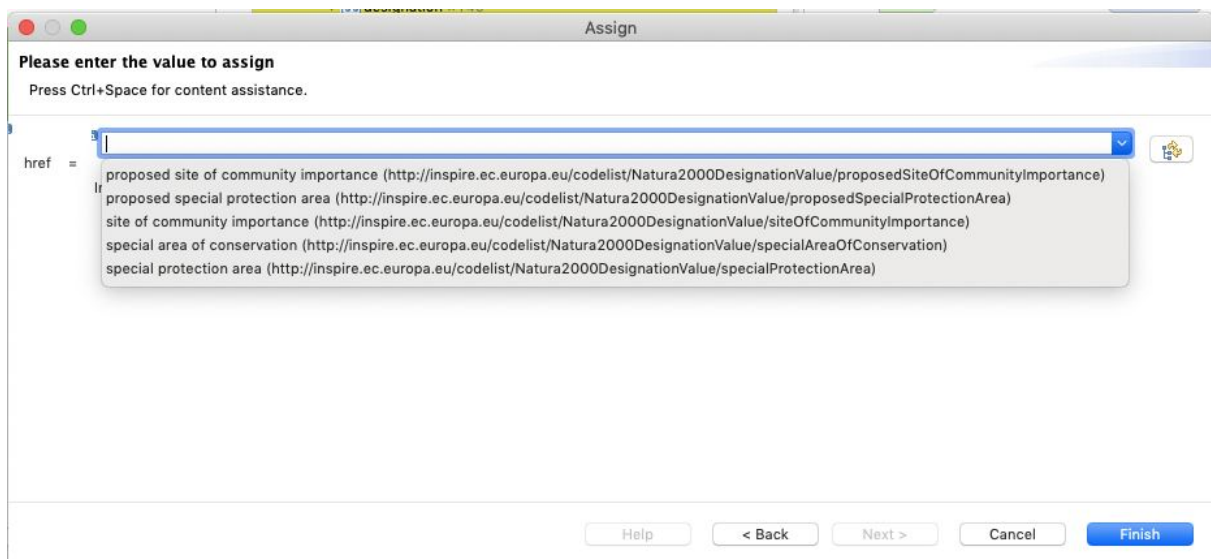 Assign
Please enter the value to assign
Press Ctrl+Space for content assistance.
href =
proposed site of community importance (http://inspire.ec.europa.eu/codelist/Natura2000DesignationValue/proposedSiteOfCommunityImportance)
proposed special protection area (http://inspire.ec.europa.eu/codelist/Natura2000DesignationValue/proposedSpecialProtectionArea)
site of community importance (http://inspire.ec.europa.eu/codelist/Natura2000DesignationValue/siteOfCommunityImportance)
special area of conservation (http://inspire.ec.europa.eu/codelist/Natura2000DesignationValue/specialAreaOfConservation)
special protection area (http://inspire.ec.europa.eu/codelist/Natura2000DesignationValue/specialProtectionArea)
Help < Back Next > Cancel Finish